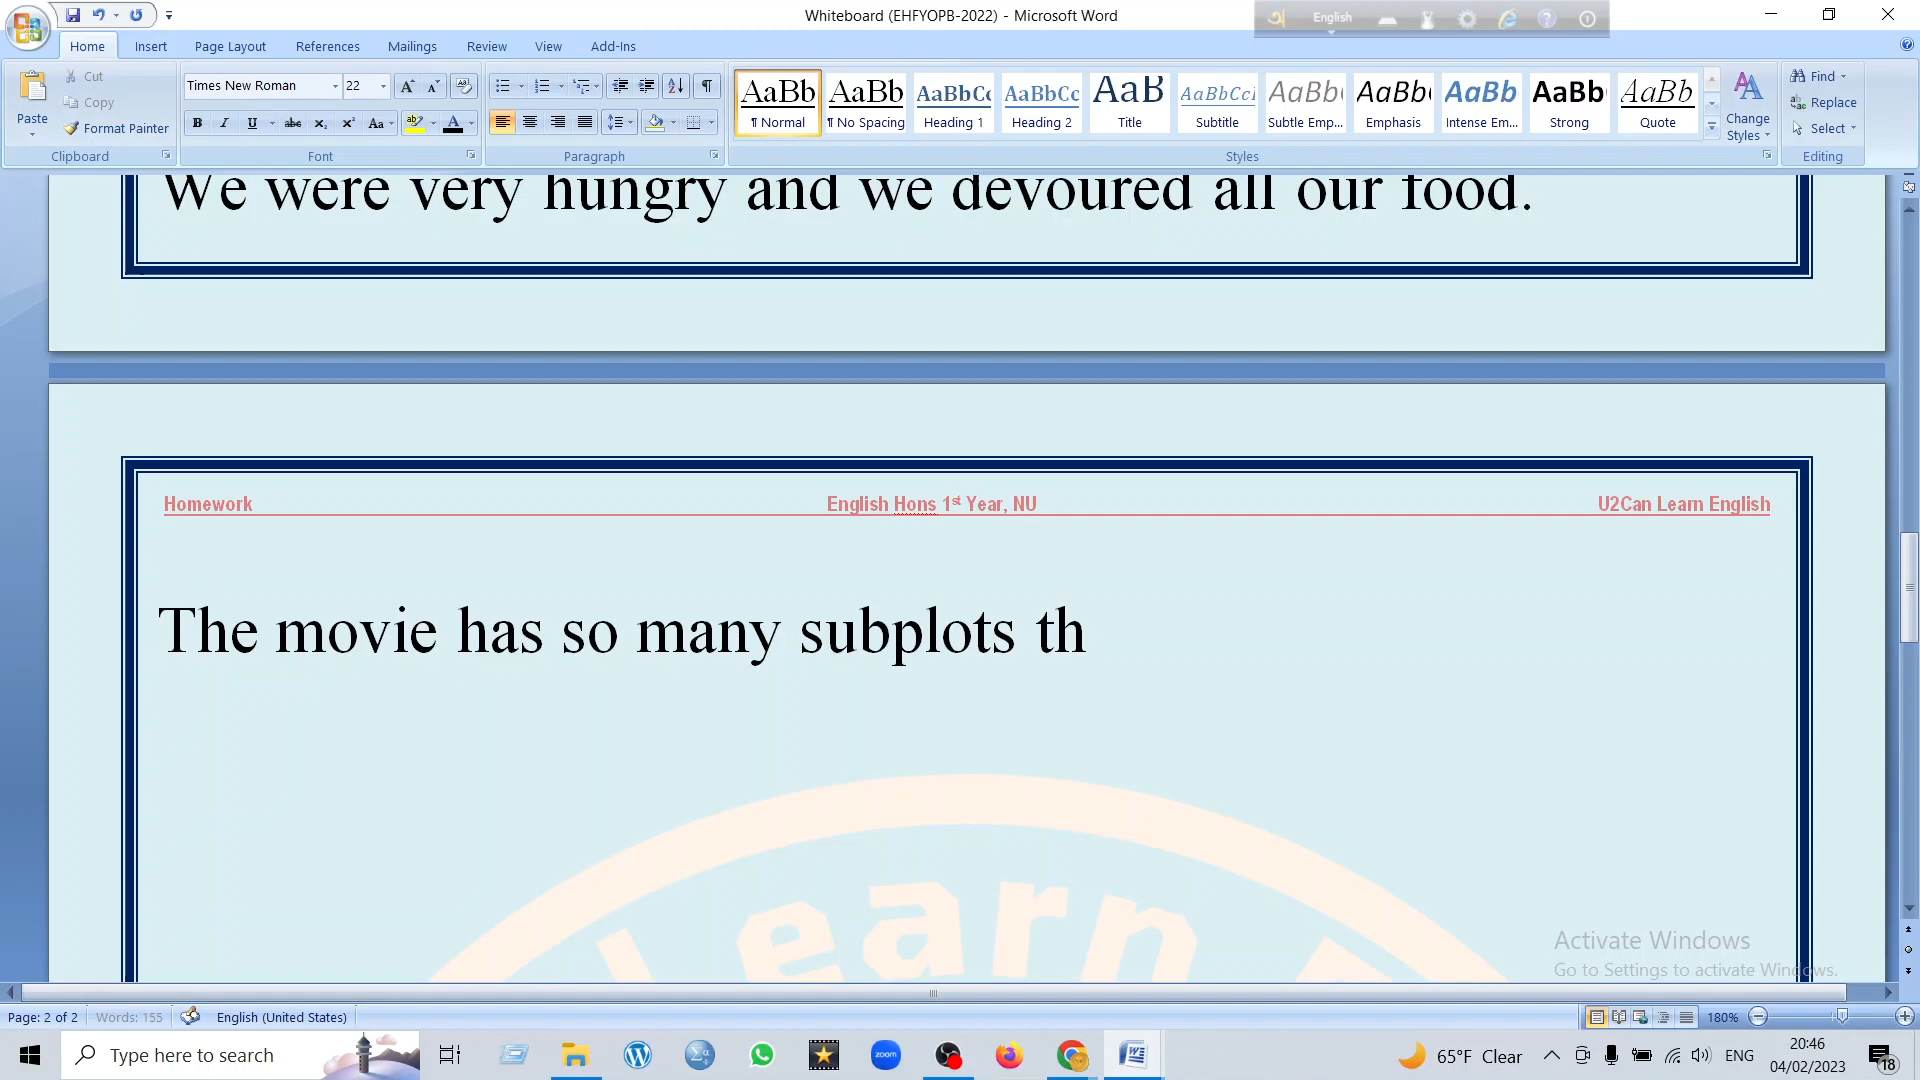 Whiteboard (EHFYOPB-2022) - Microsoft Word
English
Home Insert Page Layout References Mailings Review View Add-Ins
Paste
Cut
Copy
Format Painter
Clipboard
Times New Roman 22
Font
Paragraph
AaBb AaBb AaBbCc AaBbCc AaB AaBbCcI AaBb( AaBb( AaBb AaBb AaBb
¶ Normal ¶ No Spacing Heading 1 Heading 2 Title Subtitle Subtle Emp... Emphasis Intense Em... Strong Quote
Change
Styles
Styles
Find
Replace
Select
Editing
We were very hungry and we devoured all our food.
Homework English Hons 1st Year, NU U2Can Learn English
The movie has so many subplots th
Learn
Activate Windows
Go to Settings to activate Windows.
Page: 2 of 2 Words: 155 English (United States) 180%
Type here to search
zoom
65°F Clear
ENG
20:46
04/02/2023
18